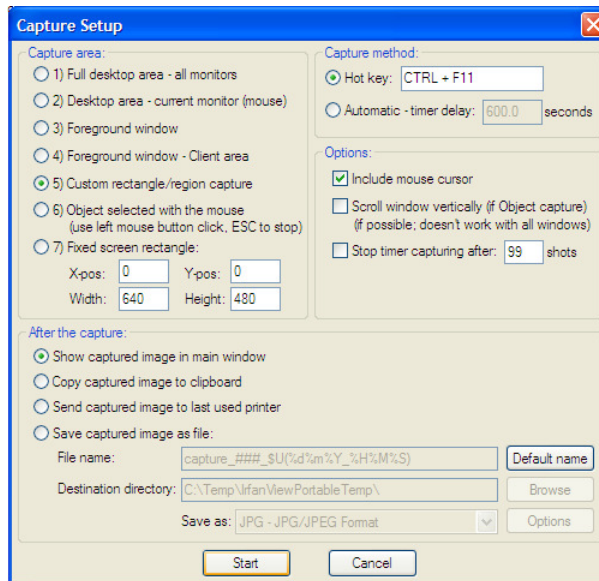 Capture Setup
Capture area:
1) Full desktop area - all monitors
2) Desktop area - current monitor (mouse)
3) Foreground window
4) Foreground window - Client area
5) Custom rectangle/region capture
6) Object selected with the mouse
(use left mouse button click, ESC to stop)
7) Fixed screen rectangle:
X-pos: 0 Y-pos: 0
Width: 640 Height: 480
Capture method:
Hot key: CTRL + F11
Automatic - timer delay: 600.0 seconds
Options:
Include mouse cursor
Scroll window vertically (if Object capture)
(if possible; doesn't work with all windows)
Stop timer capturing after: 99 shots
After the capture:
Show captured image in main window
Copy captured image to clipboard
Send captured image to last used printer
Save captured image as file:
File name: capture_###_$U(%d%m%Y_%H%M%S) Default name
Destination directory: C:\Temp\IrfanViewPortableTemp\ Browse
Save as: JPG - JPG/JPEG Format Options
Start Cancel